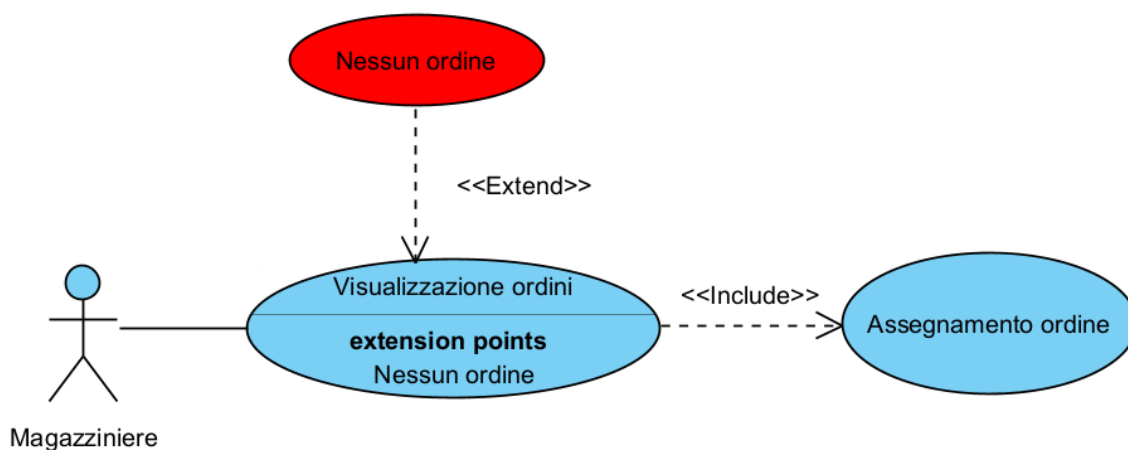 Nessun ordine
<<Extend>>
Visualizzazione ordini
extension points
Nessun ordine
<<Include>>
Assegnamento ordine
Magazziniere